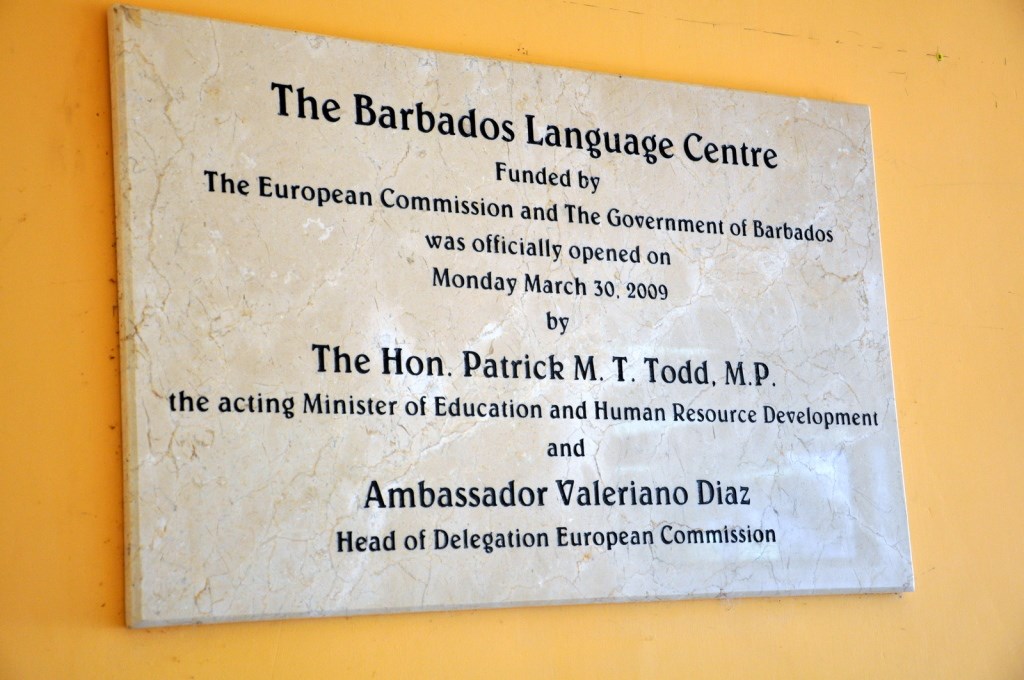 The Barbados Language Centre
Funded by
The European Commission and The Government of Barbados
was officially opened on
Monday March 30, 2009
by
The Hon. Patrick M. T. Todd, M.P.
the acting Minister of Education and Human Resource Development
and
Ambassador Valeriano Diaz
Head of Delegation European Commission